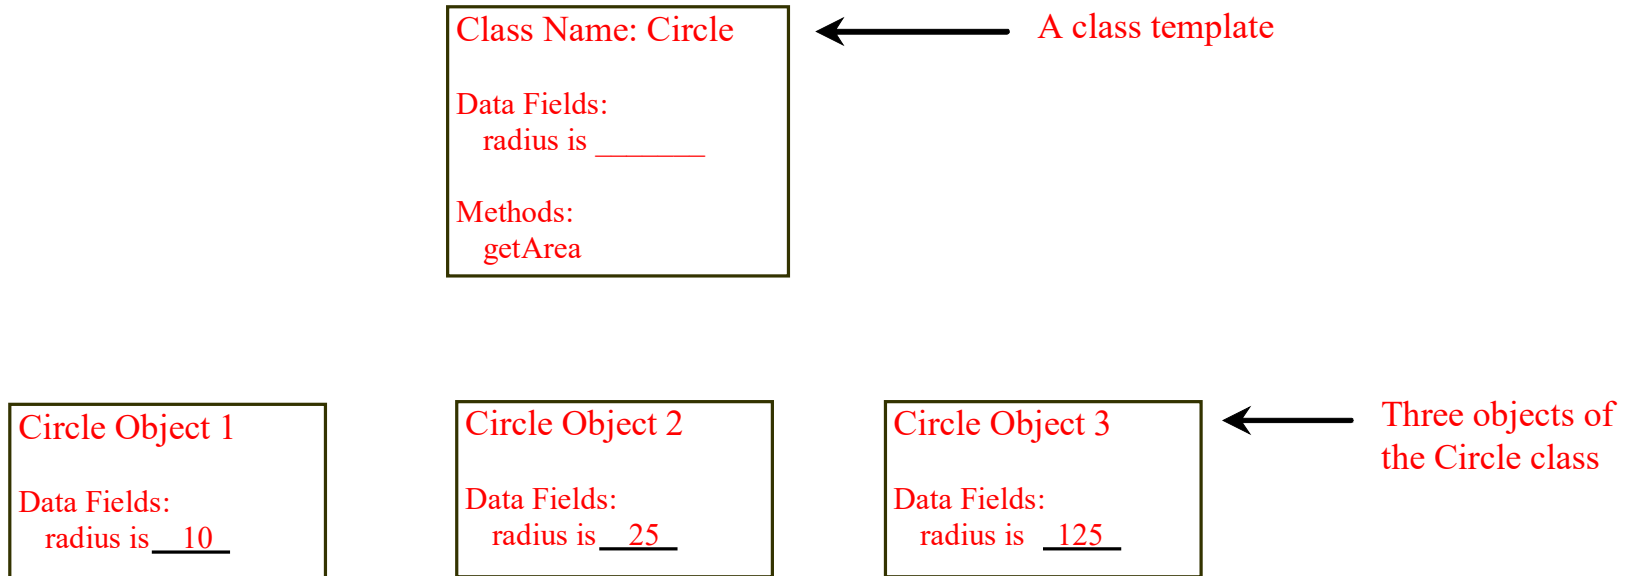 Class Name: Circle
A class template
Data Fields:
radius is _______
Methods:
getArea
Circle Object 1
Data Fields:
radius is 10
Circle Object 2
Data Fields:
radius is 25
Circle Object 3
Data Fields:
radius is 125
Three objects of
the Circle class